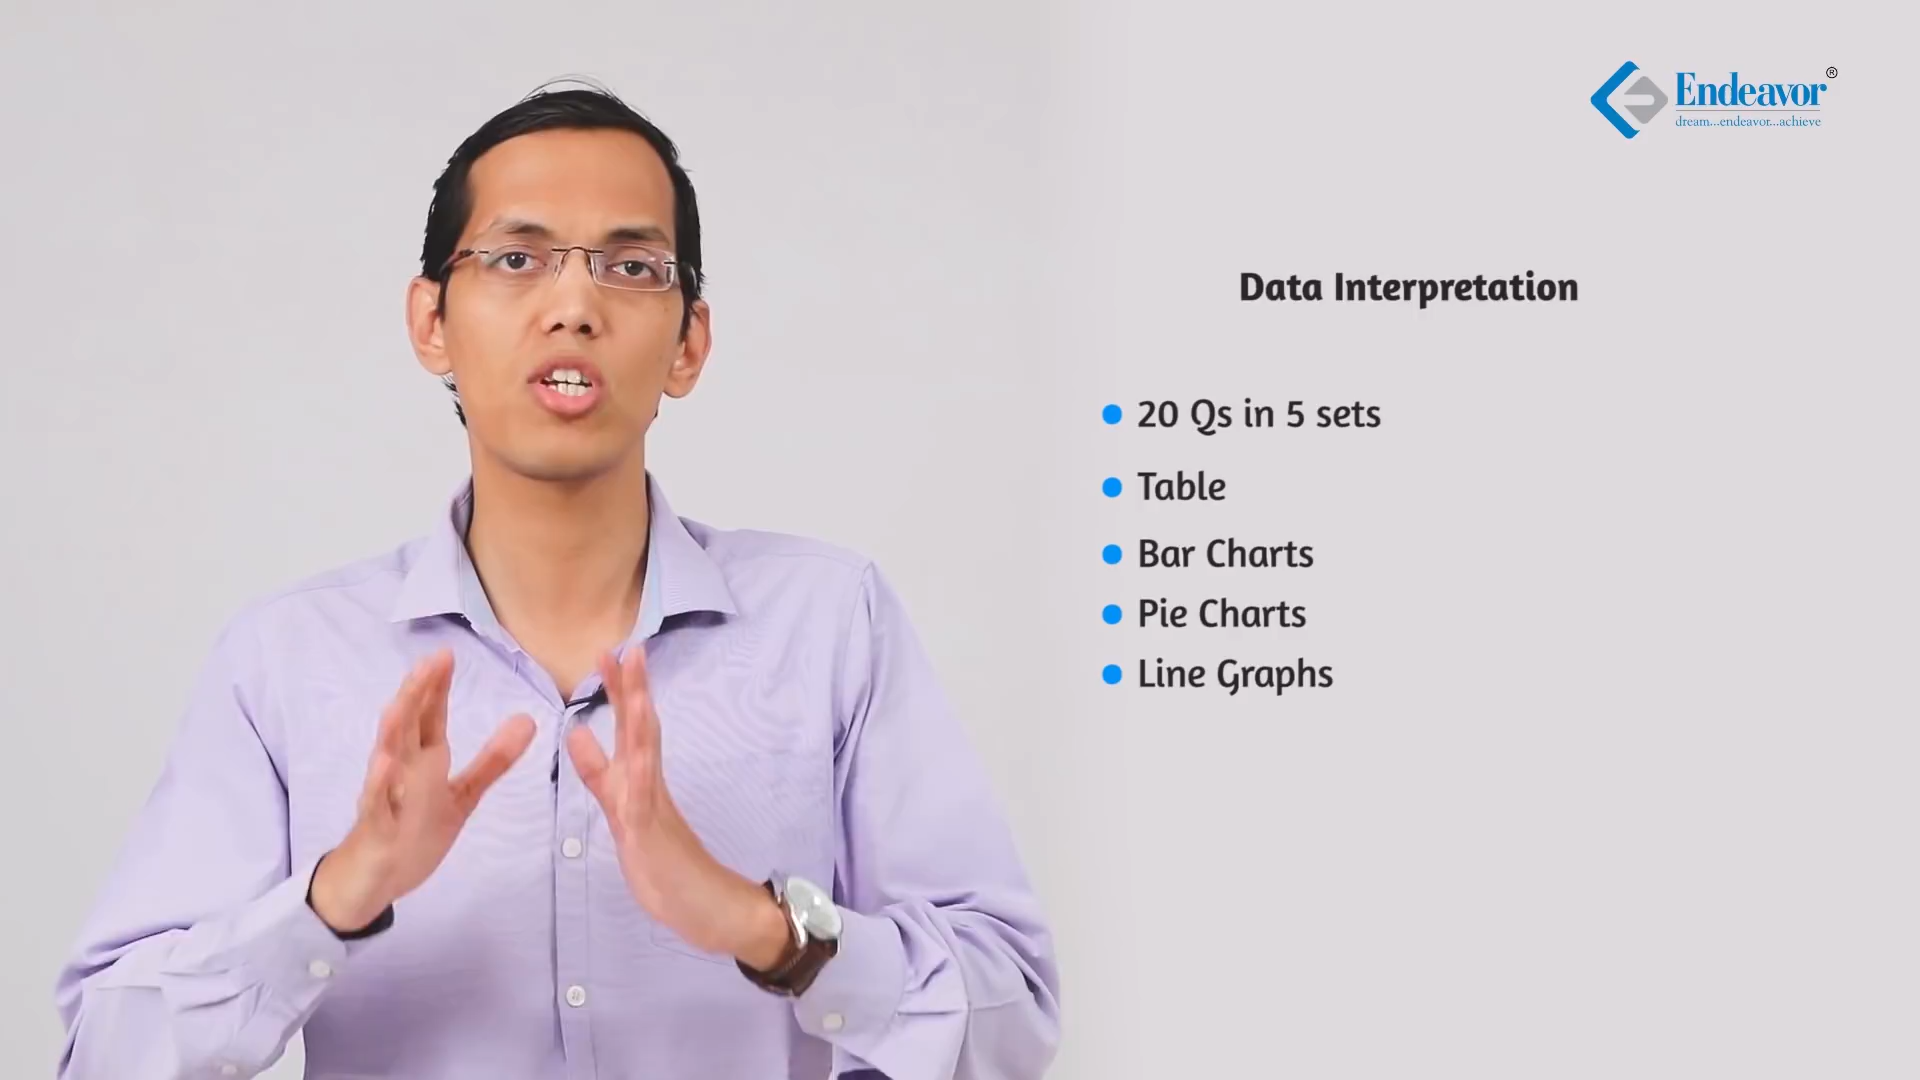 Endeavor®
dream...endeavor...achieve
Data Interpretation
20 Qs in 5 sets
Table
Bar Charts
Pie Charts
Line Graphs